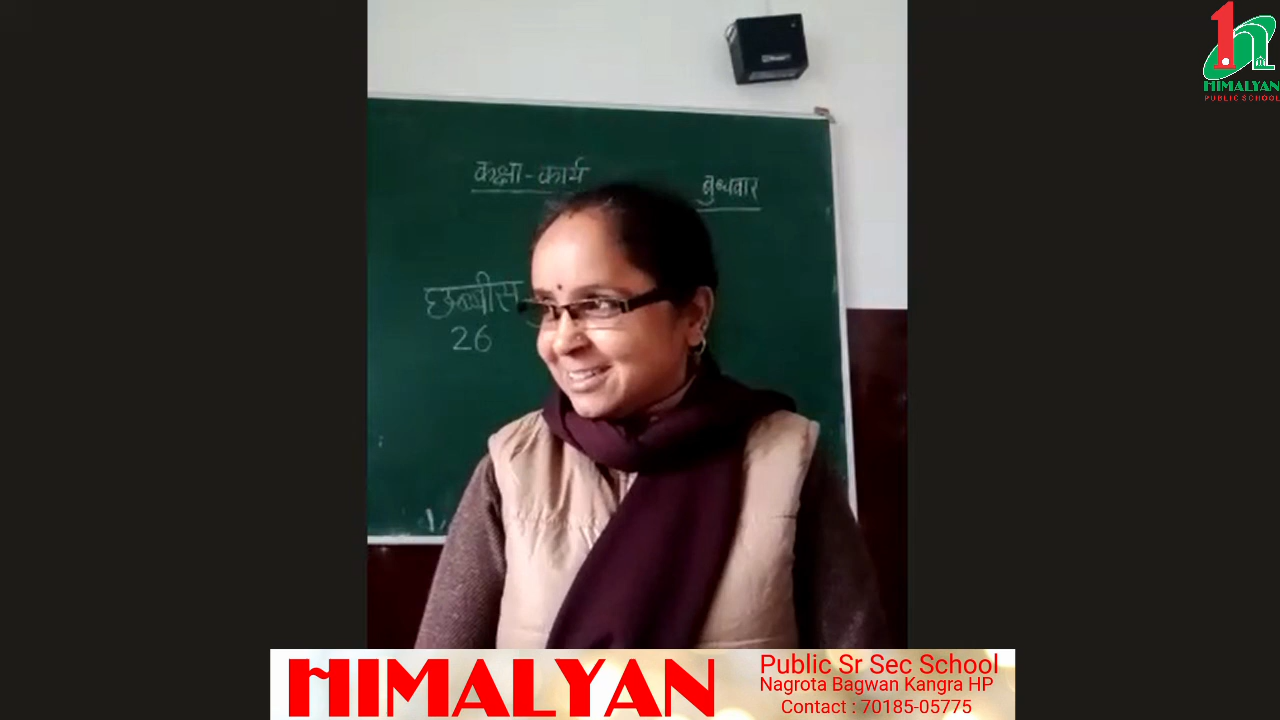 HIMALYAN
PUBLIC SCHOOL
कक्षा - कार्य
बुधवार
छब्बीस
26
HIMALYAN
Public Sr Sec School
Nagrota Bagwan Kangra HP
Contact : 70185-05775